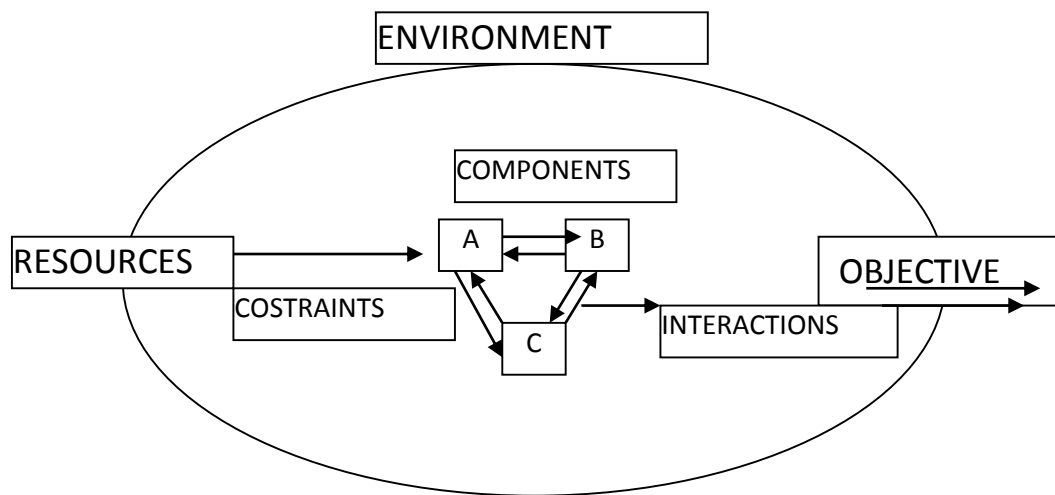 ENVIRONMENT
COMPONENTS
A
B
RESOURCES
OBJECTIVE
COSTRAINTS
INTERACTIONS
C